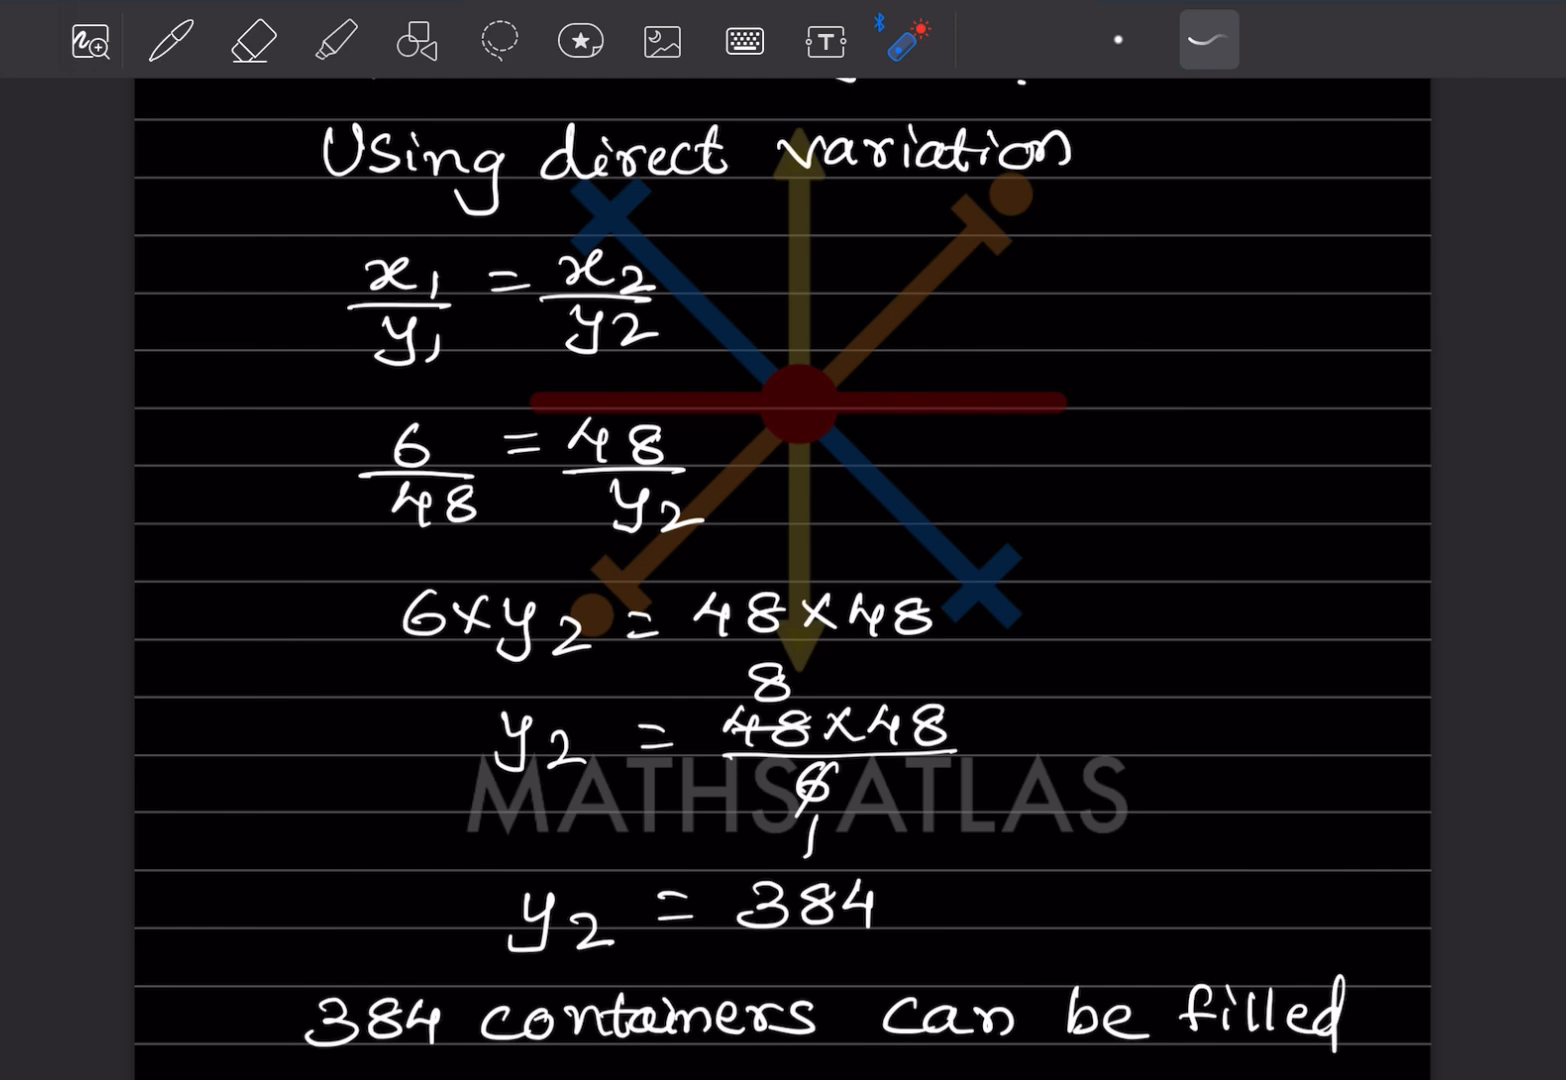 Using direct variation
x1/y1 = x2/y2
6/48 = 48/y2
6×y2 = 48×48
8
y2 = 48×48/6
1
MATHS ATLAS
y2 = 384
384 containers can be filled